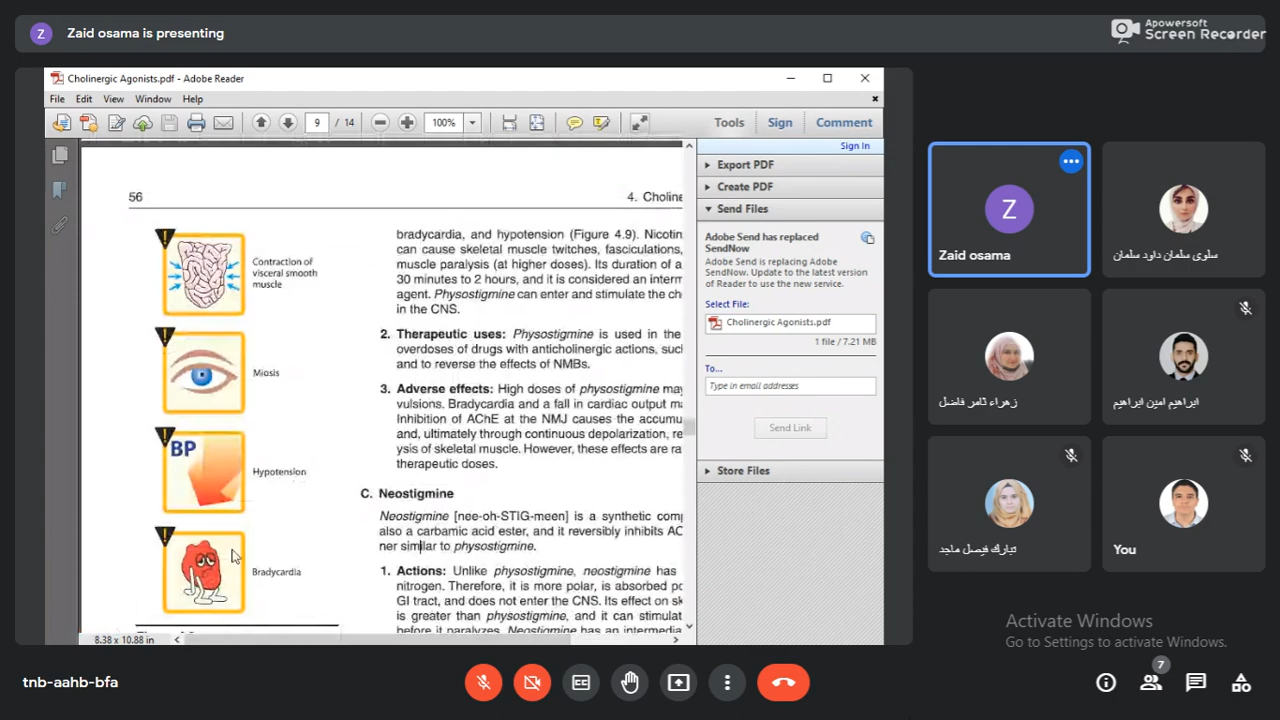 Z
Zaid osama is presenting
Apowersoft
Screen Recorder
Cholinergic Agonists.pdf - Adobe Reader
File Edit View Window Help
9 / 14
100%
Tools Sign Comment
Sign In
Export PDF
Create PDF
Send Files
Adobe Send has replaced
SendNow
Adobe Send is replacing Adobe
SendNow. Update to the latest version
of Reader to use the new service.
Select File:
Cholinergic Agonists.pdf
1 file / 7.21 MB
To...
Type in email addresses
Send Link
Store Files
56
4. Choline
Contraction of
visceral smooth
muscle
Miosis
BP
Hypotension
Bradycardia
bradycardia, and hypotension (Figure 4.9). Nicotin
can cause skeletal muscle twitches, fasciculations,
muscle paralysis (at higher doses). Its duration of a
30 minutes to 2 hours, and it is considered an interm
agent. Physostigmine can enter and stimulate the ch
in the CNS.
2. Therapeutic uses: Physostigmine is used in the
overdoses of drugs with anticholinergic actions, suc
and to reverse the effects of NMBs.
3. Adverse effects: High doses of physostigmine may
vulsions. Bradycardia and a fall in cardiac output ma
Inhibition of AChE at the NMJ causes the accumu
and, ultimately through continuous depolarization, re
ysis of skeletal muscle. However, these effects are ra
therapeutic doses.
C. Neostigmine
Neostigmine [nee-oh-STIG-meen] is a synthetic comp
also a carbamic acid ester, and it reversibly inhibits AC
ner similar to physostigmine.
1. Actions: Unlike physostigmine, neostigmine has
nitrogen. Therefore, it is more polar, is absorbed po
GI tract, and does not enter the CNS. Its effect on sk
is greater than physostigmine, and it can stimulat
before it paralyzes. Neostigmine has an intermedia
8.38 x 10.88 in
Z
Zaid osama
سلوى سلمان داود سلمان
زهراء ثامر فاضل
ابراهيم امين ابراهيم
تبارك فيصل ماجد
You
Activate Windows
Go to Settings to activate Windows.
tnb-aahb-bfa
7